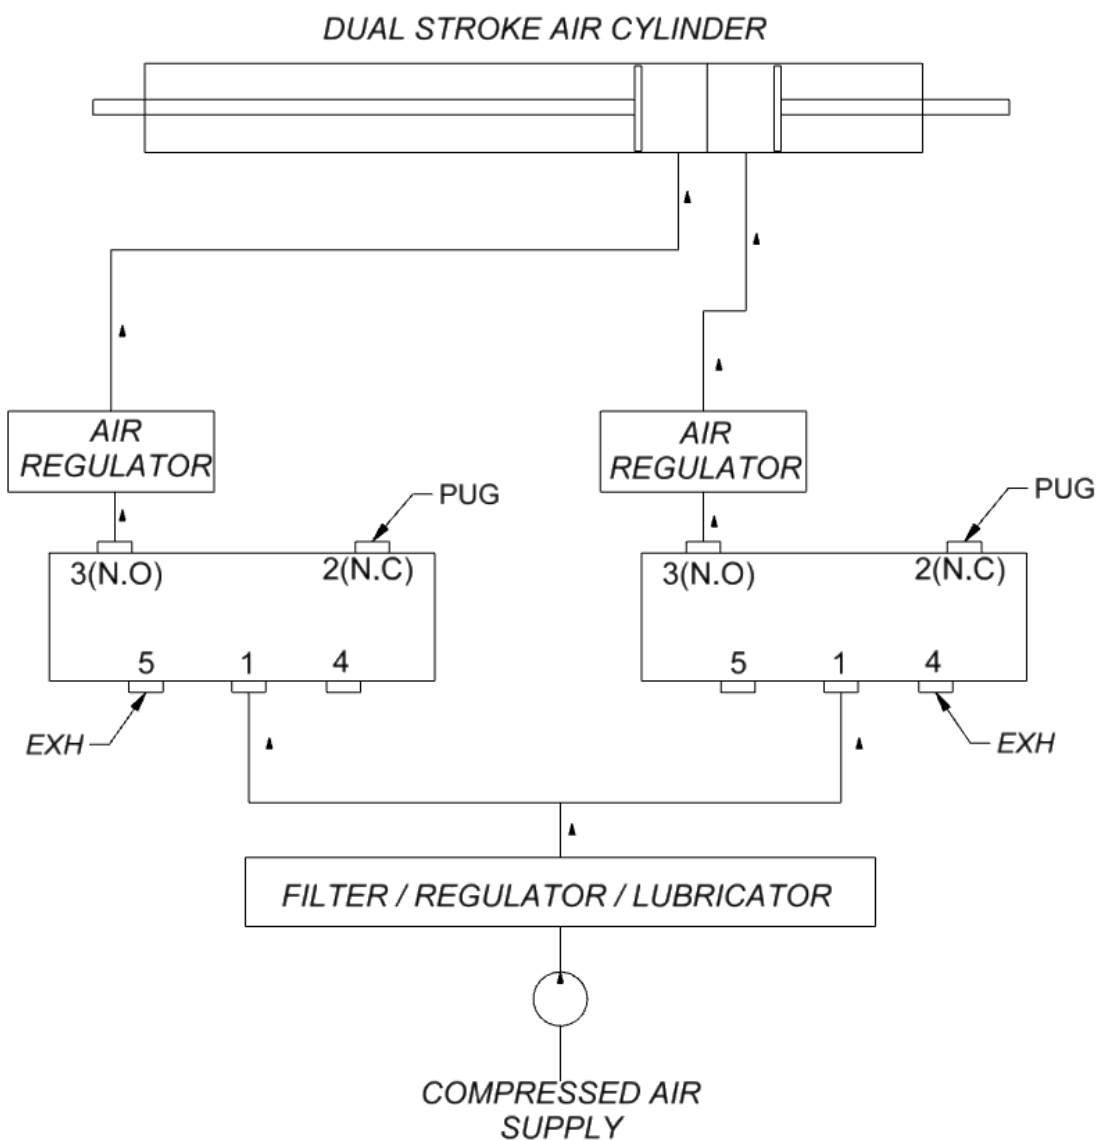 DUAL STROKE AIR CYLINDER
AIR
REGULATOR
AIR
REGULATOR
PUG
PUG
3(N.O)
2(N.C)
3(N.O)
2(N.C)
5
1
4
5
1
4
EXH
EXH
FILTER / REGULATOR / LUBRICATOR
COMPRESSED AIR
SUPPLY